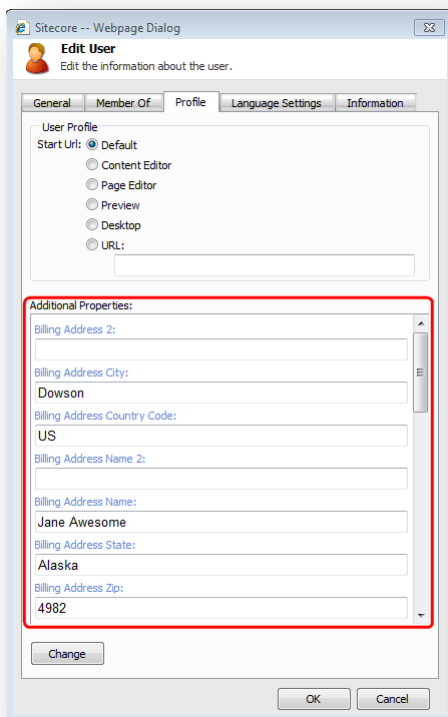 Sitecore -- Webpage Dialog
Edit User
Edit the information about the user.
General Member Of Profile Language Settings Information
User Profile
Start Url: Default
Content Editor
Page Editor
Preview
Desktop
URL:
Additional Properties:
Billing Address 2:
Billing Address City:
Dowson
Billing Address Country Code:
US
Billing Address Name 2:
Billing Address Name:
Jane Awesome
Billing Address State:
Alaska
Billing Address Zip:
4982
Change
OK Cancel